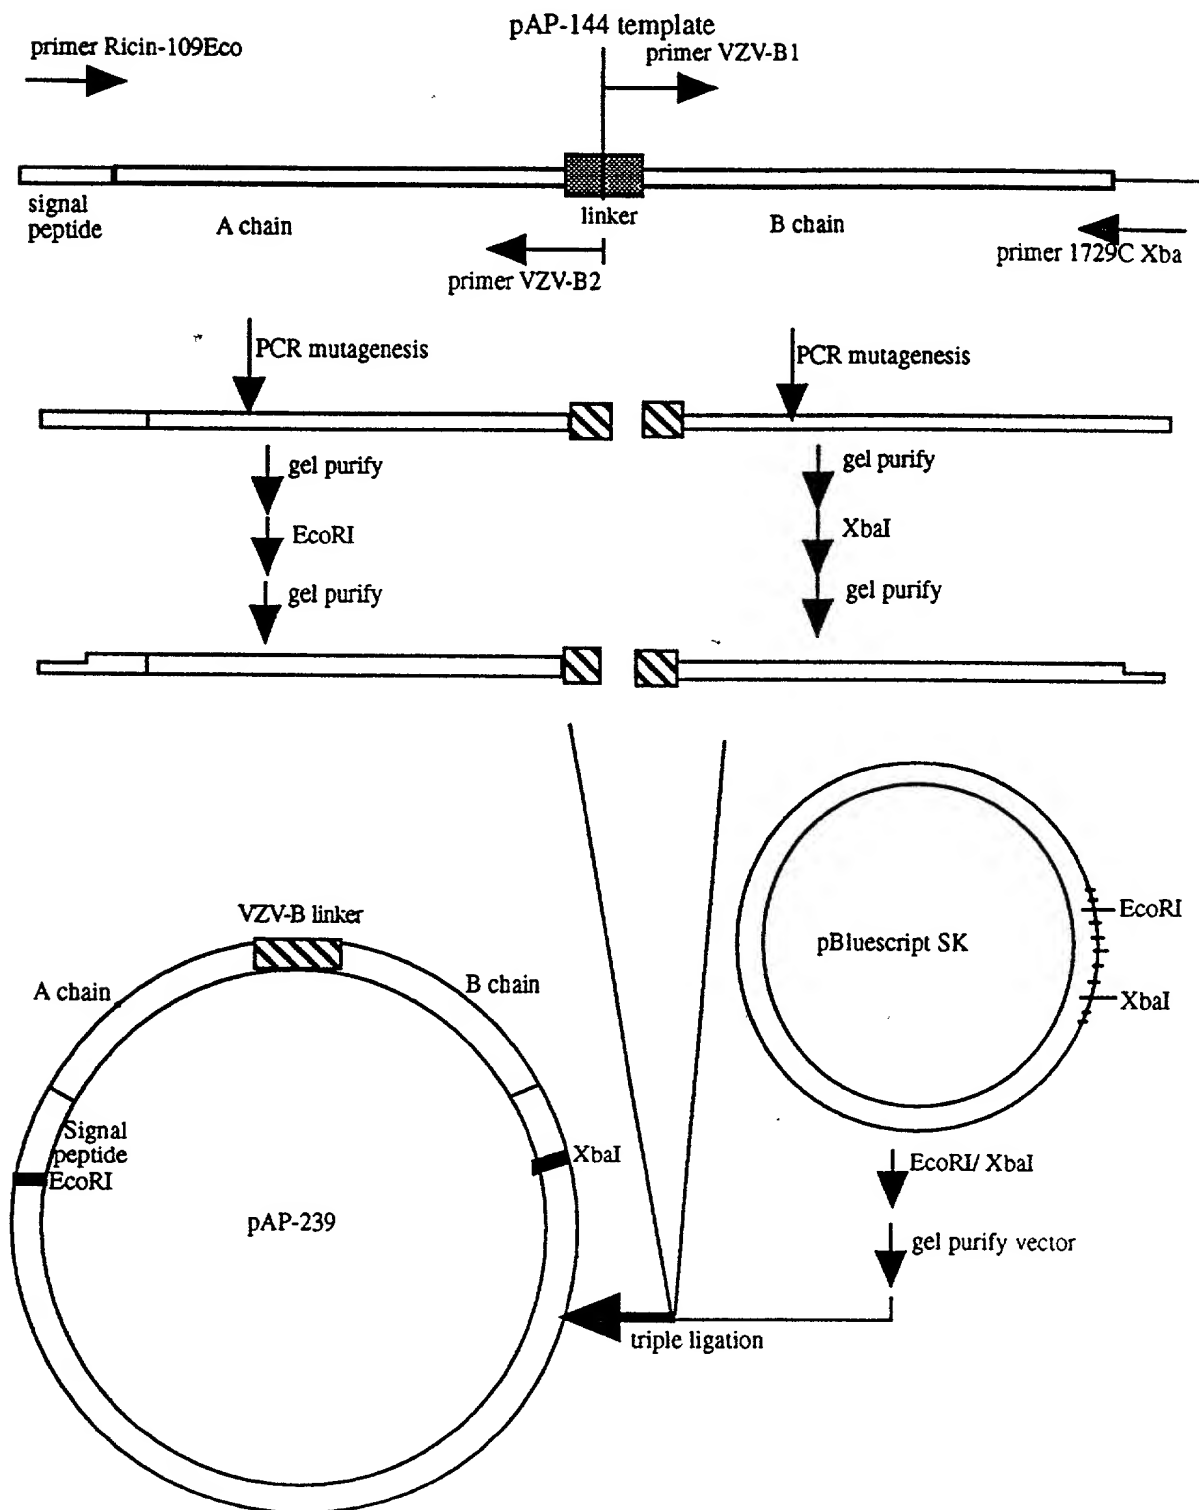 pAP-144 template
primer Ricin-109Eco
primer VZV-B1
signal
peptide
A chain
linker
B chain
primer VZV-B2
primer 1729C Xba
PCR mutagenesis
PCR mutagenesis
gel purify
gel purify
EcoRI
XbaI
gel purify
gel purify
EcoRI
pBluescript SK
XbaI
VZV-B linker
A chain
B chain
Signal
peptide
EcoRI
XbaI
pAP-239
EcoRI/ XbaI
gel purify vector
triple ligation